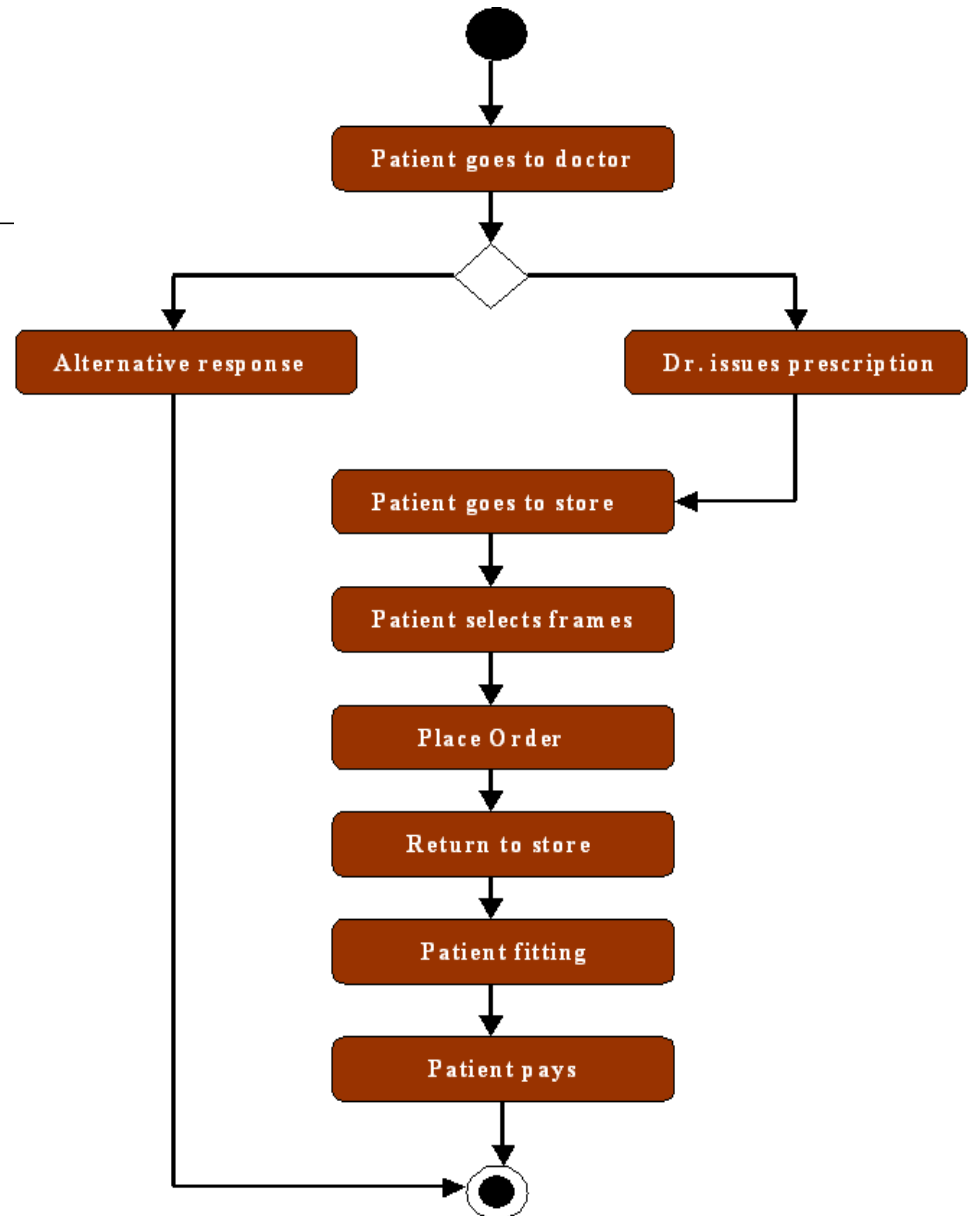 Patient goes to doctor
Alternative response
Dr. issues prescription
Patient goes to store
Patient selects frames
Place Order
Return to store
Patient fitting
Patient pays